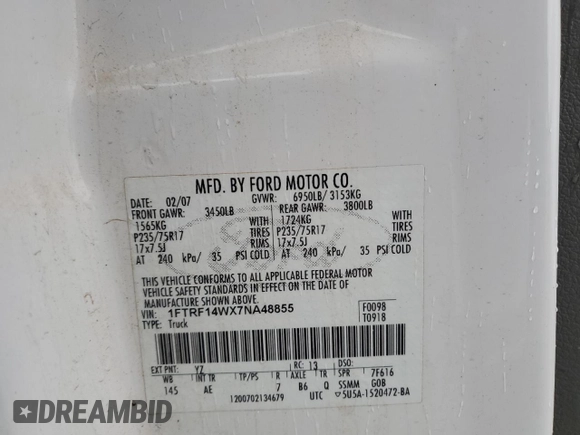 MFD. BY FORD MOTOR CO.
DATE: 02/07 GVWR: 6950LB/ 3153KG
FRONT GAWR: 3450LB REAR GAWR: 3800LB
1565KG WITH 1724KG WITH
P235/75R17 TIRES P235/75R17 TIRES
17x7.5J RIMS 17x7.5J RIMS
AT 240 kPa/ 35 PSI COLD AT 240 kPa/ 35 PSI COLD
THIS VEHICLE CONFORMS TO ALL APPLICABLE FEDERAL MOTOR
VEHICLE SAFETY STANDARDS IN EFFECT ON THE DATE OF
MANUFACTURE SHOWN ABOVE.
VIN: 1FTRF14WX7NA48855 F0098
TYPE: Truck T0918
EXT PNT: YZ RC: 13 DSO:
WB INT TR TP/PS R AXLE TR SPR 7F616
145 AE 7 B6 Q SSMM G0B
1200702134679 UTC ▽5U5A-1520472-BA
DREAMBID